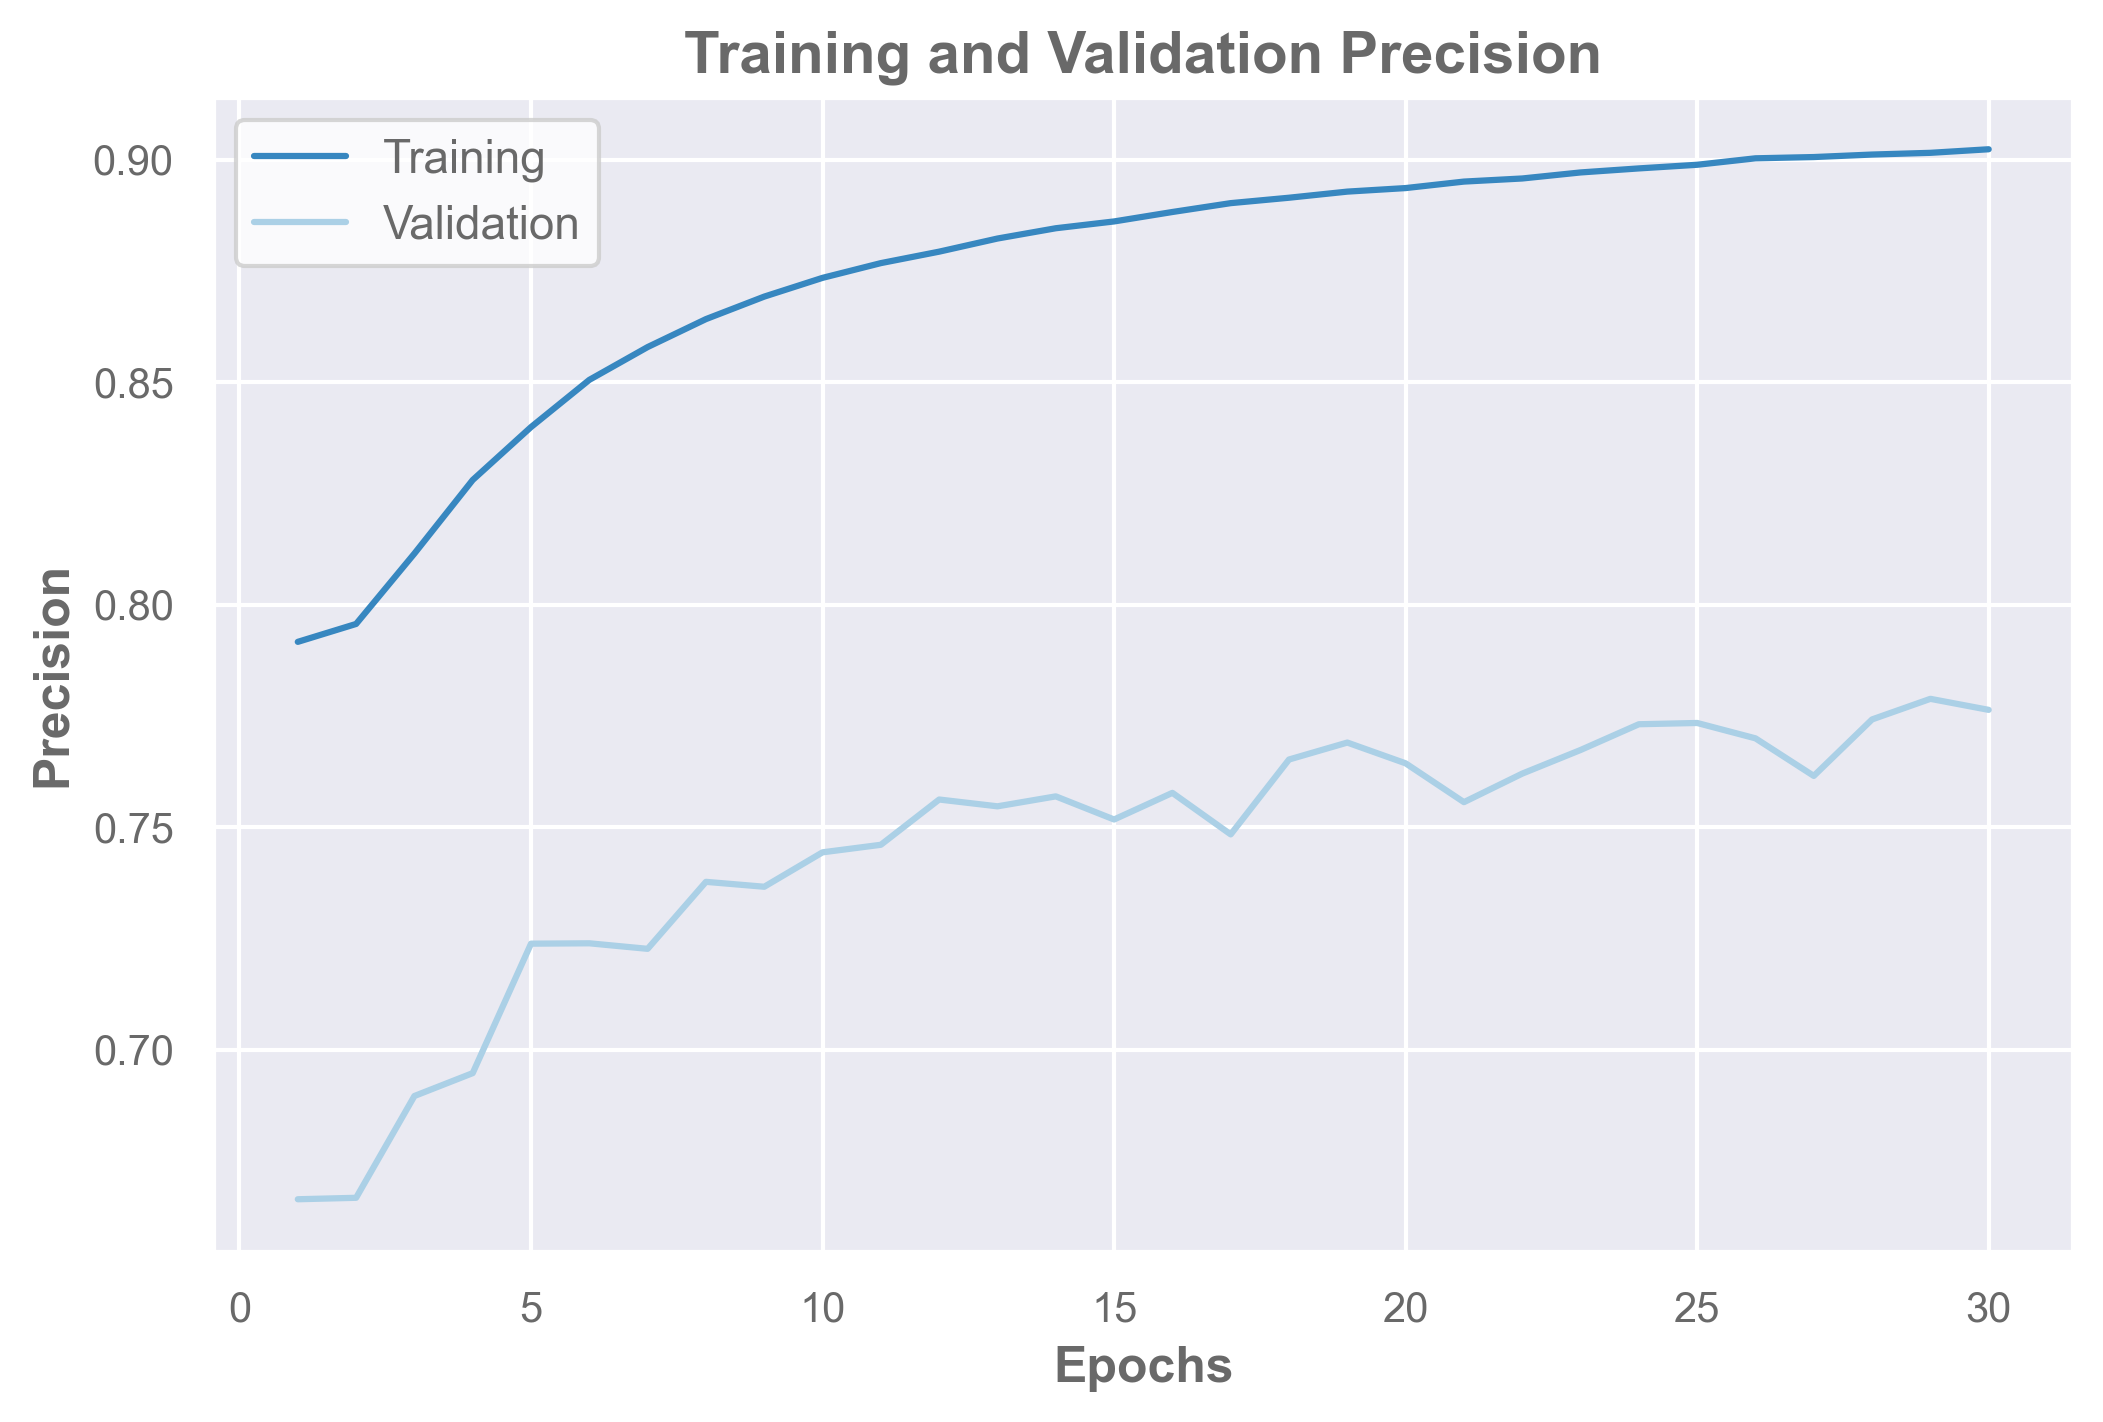 Training and Validation Precision
Training
Validation
0.90
0.85
0.80
0.75
0.70
Precision
0 5 10 15 20 25 30
Epochs